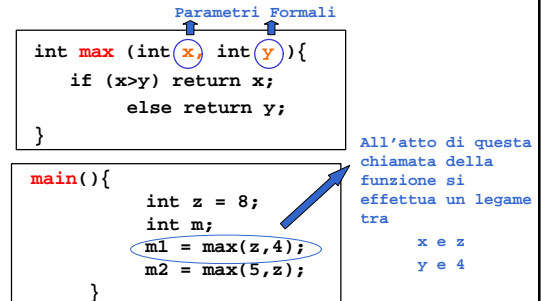 Parametri Formali
int max (int x, int y){
if (x>y) return x;
else return y;
}
main(){
int z = 8;
int m;
m1 = max(z,4);
m2 = max(5,z);
}
All'atto di questa
chiamata della
funzione si
effettua un legame
tra
x e z
y e 4